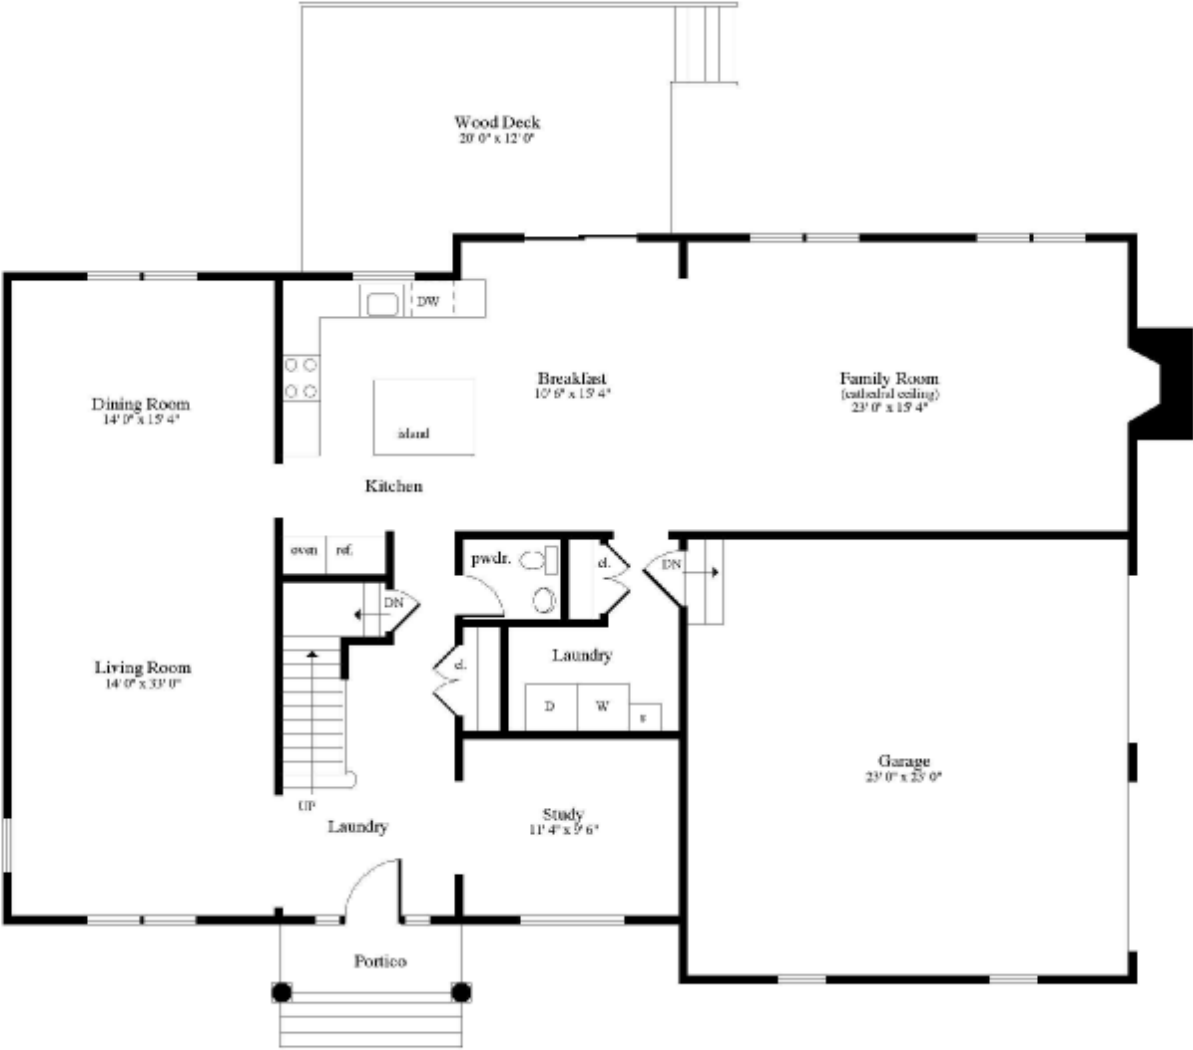 Wood Deck
20' 0" x 12' 0"
DW
Breakfast
10' 6" x 15' 4"
Family Room
(cathedral ceiling)
23' 0" x 15' 4"
Dining Room
14' 0" x 15' 4"
island
Kitchen
oven
ref.
pwdr.
cl.
DN
DN
Living Room
14' 0" x 33' 0"
cl.
Laundry
D
W
Garage
23' 0" x 23' 0"
UP
Laundry
Study
11' 4" x 9' 6"
Portico